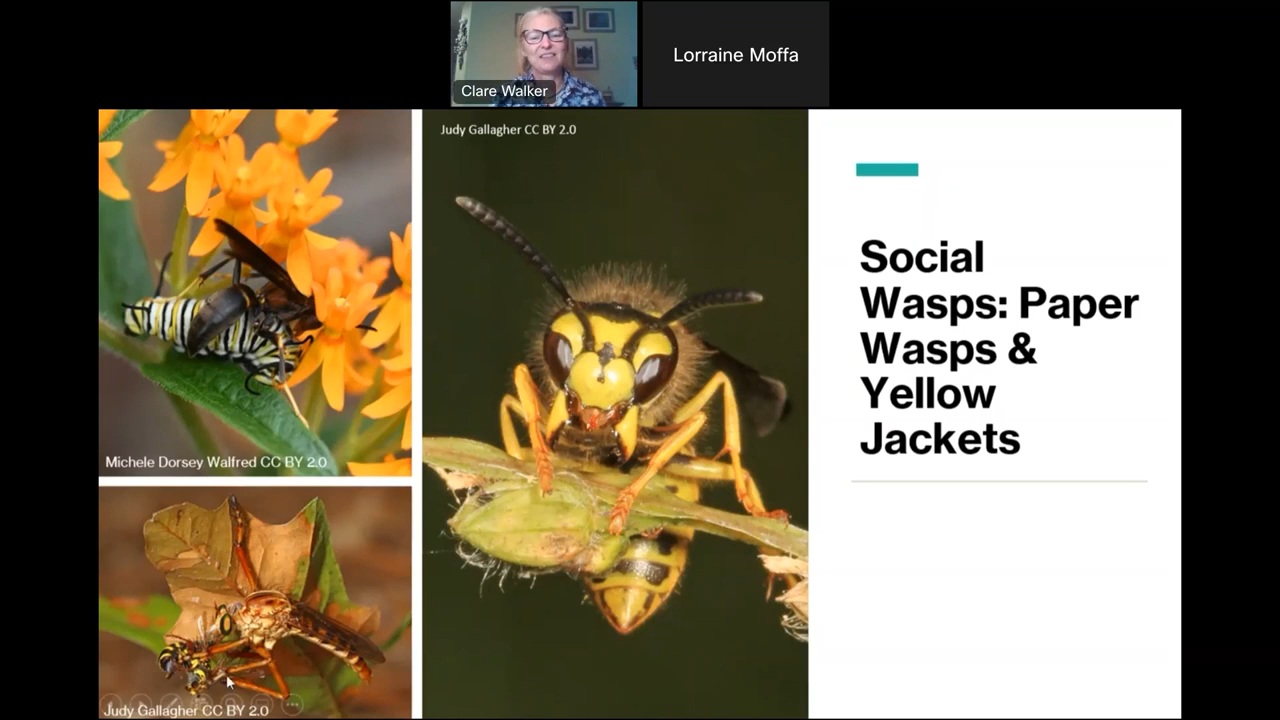 Clare Walker
Lorraine Moffa
Judy Gallagher CC BY 2.0
Michele Dorsey Walfred CC BY 2.0
Judy Gallagher CC BY 2.0
Social
Wasps: Paper
Wasps &
Yellow
Jackets